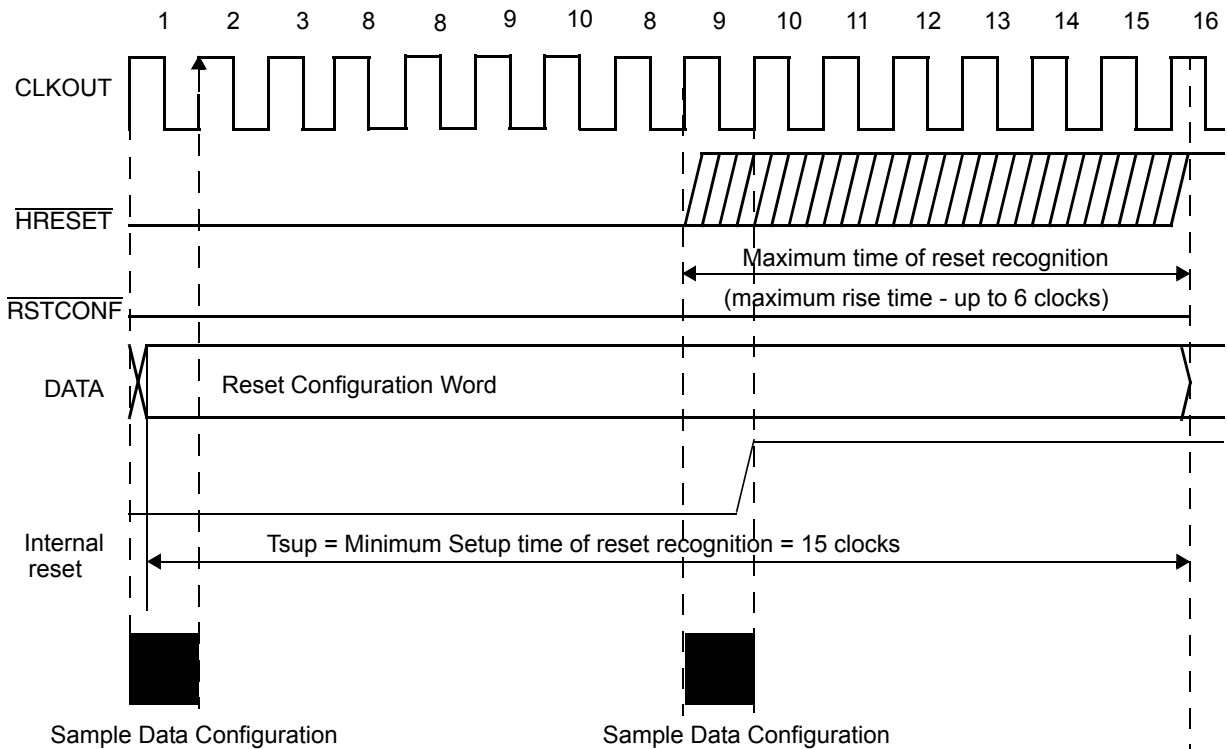 1 2 3 8 8 9 10 8 9 10 11 12 13 14 15 16
CLKOUT
HRESET
Maximum time of reset recognition
(maximum rise time - up to 6 clocks)
RSTCONF
DATA
Reset Configuration Word
Internal
reset
Tsup = Minimum Setup time of reset recognition = 15 clocks
Sample Data Configuration
Sample Data Configuration